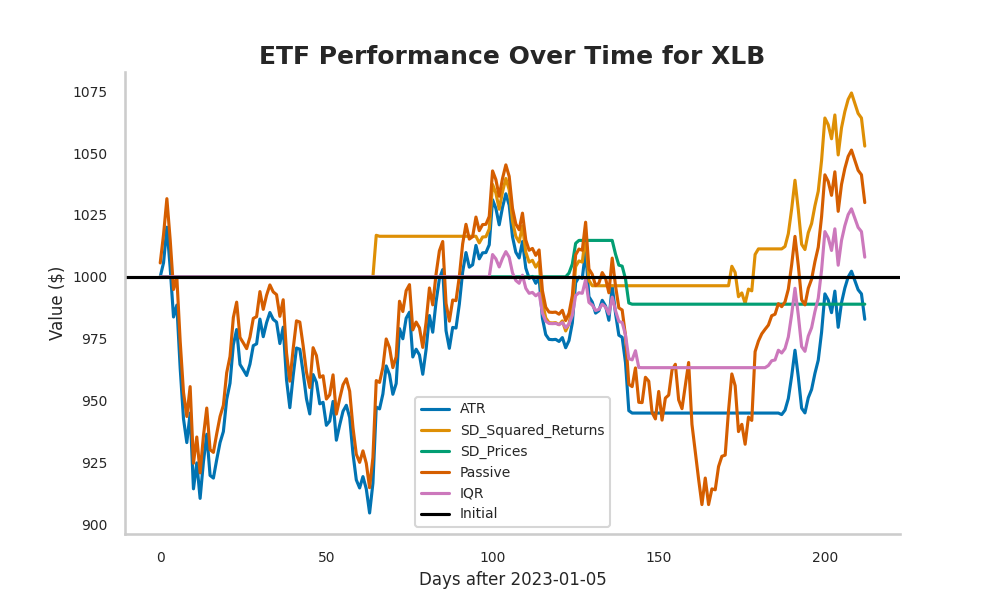 ETF Performance Over Time for XLB
Value ($)
1075
1050
1025
1000
975
950
925
900
ATR
SD_Squared_Returns
SD_Prices
Passive
IQR
Initial
0 50 100 150 200
Days after 2023-01-05